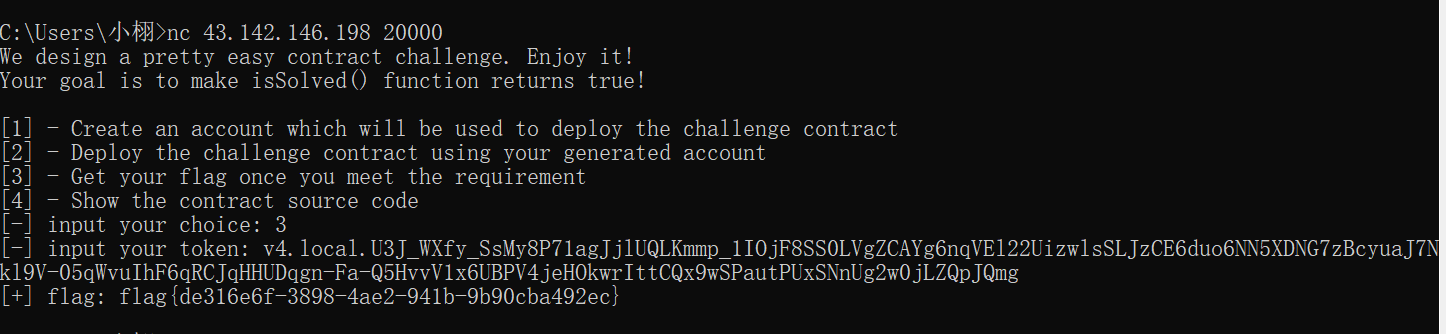 C:\Users\小栩>nc 43.142.146.198 20000
We design a pretty easy contract challenge. Enjoy it!
Your goal is to make isSolved() function returns true!
[1] - Create an account which will be used to deploy the challenge contract
[2] - Deploy the challenge contract using your generated account
[3] - Get your flag once you meet the requirement
[4] - Show the contract source code
[-] input your choice: 3
[-] input your token: v4.local.U3J_WXfy_SsMy8P71agJjlUQLKmmp_1IOjF8SS0LVgZCAYg6nqVEl22UizwlsSLJzCE6duo6NN5XDNG7zBcyuaJ7N
kl9V-05qWvuIhF6qRCJqHHUDqgn-Fa-Q5HvvV1x6UBPV4jeHOkwrIttCQx9wSPautPUxSNnUg2w0jLZQpJQmg
[+] flag: flag{de316e6f-3898-4ae2-941b-9b90cba492ec}